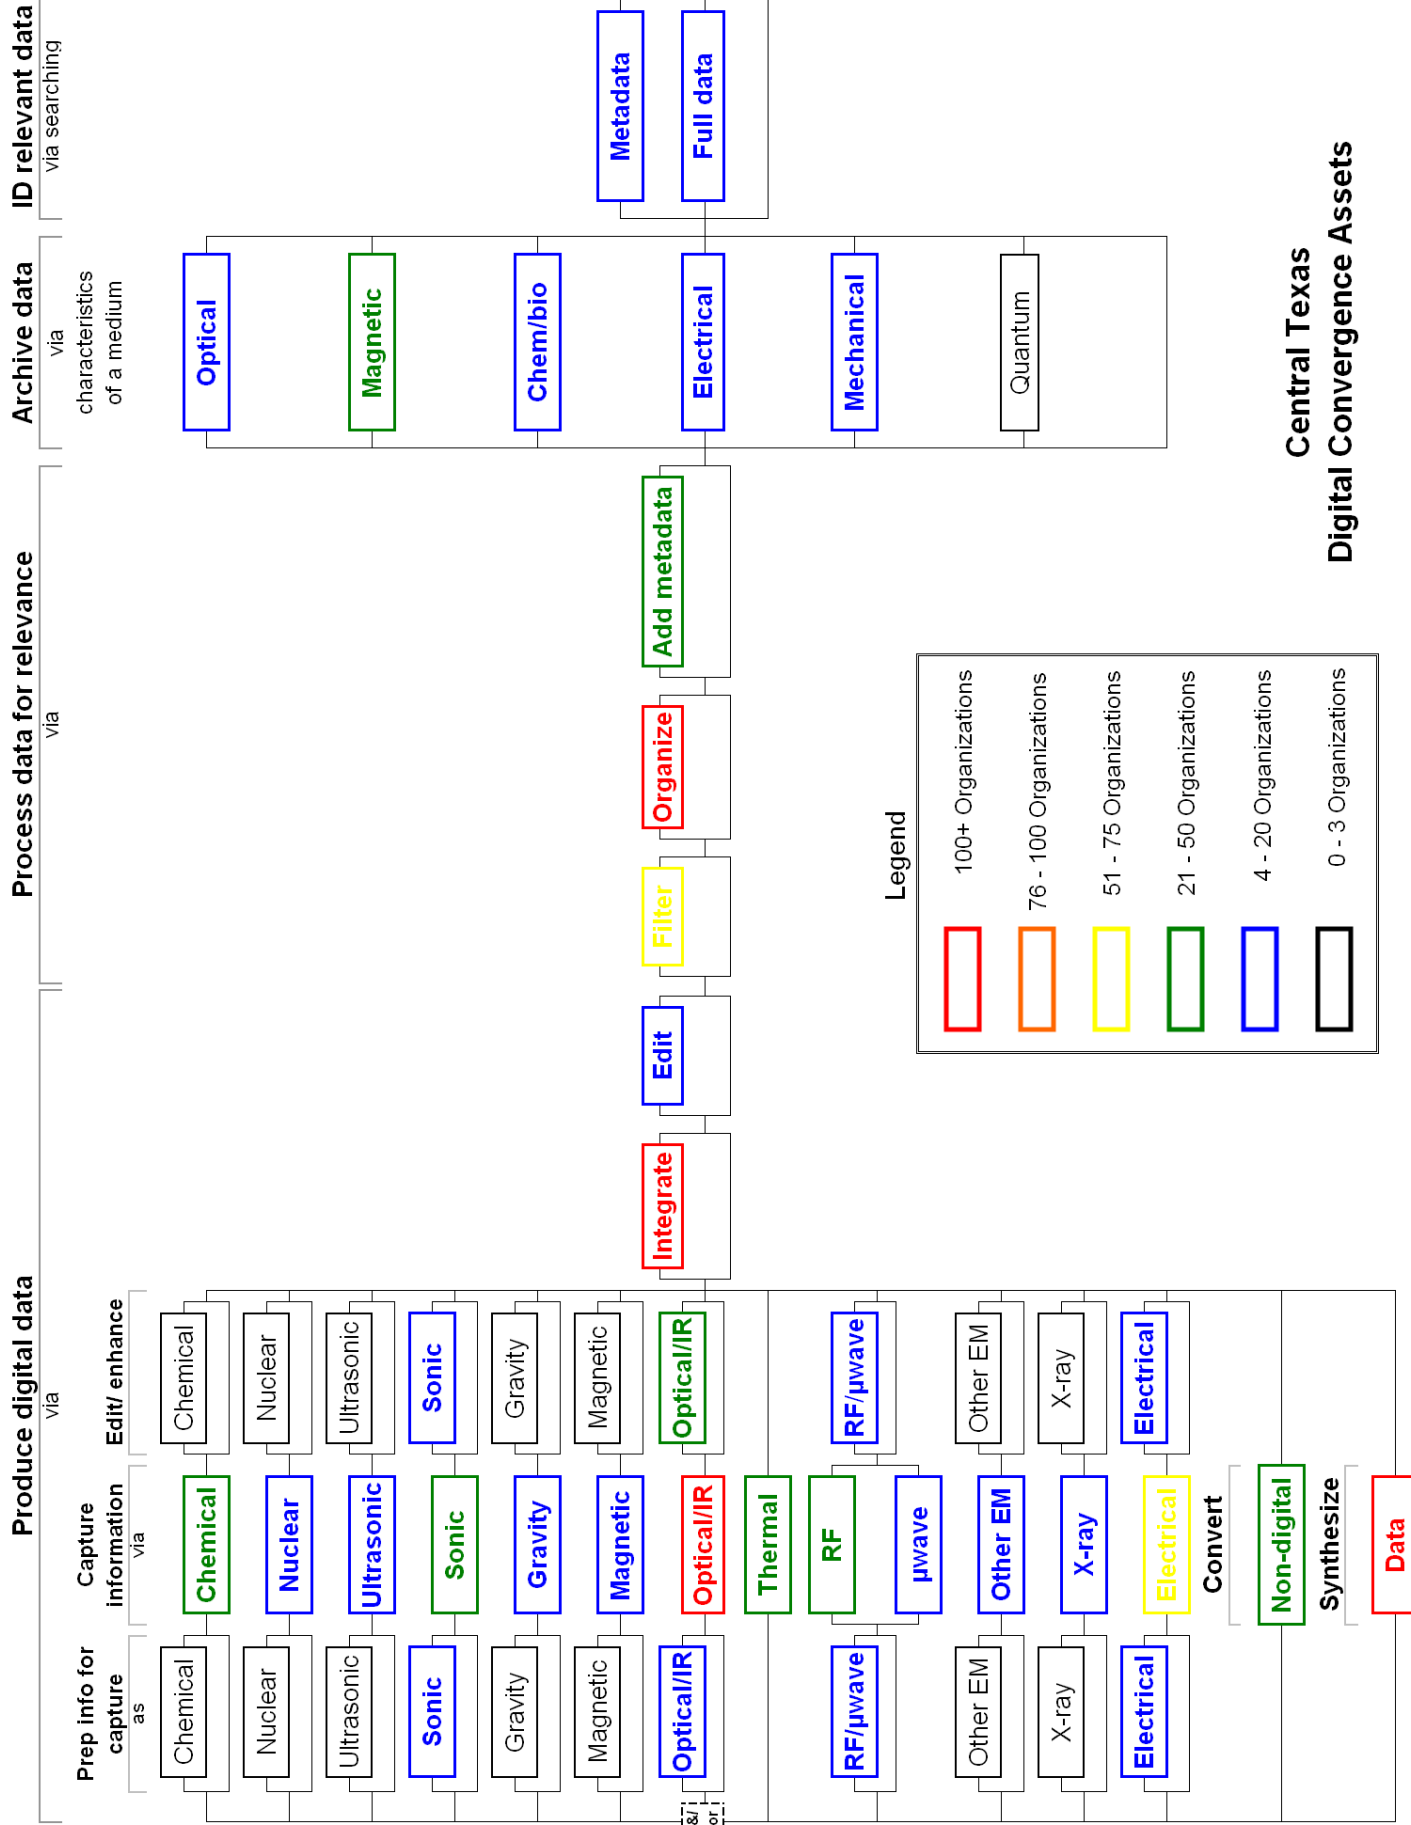 Produce digital data
via
Prep info for
capture
as
Chemical
Nuclear
Ultrasonic
Sonic
Gravity
Magnetic
Optical/IR
RF/µwave
Other EM
X-ray
Electrical
&/
or
Capture
information
via
Chemical
Nuclear
Ultrasonic
Sonic
Gravity
Magnetic
Optical/IR
Thermal
RF
µwave
Other EM
X-ray
Electrical
Convert
Non-digital
Synthesize
Data
Edit/ enhance
Chemical
Nuclear
Ultrasonic
Sonic
Gravity
Magnetic
Optical/IR
RF/µwave
Other EM
X-ray
Electrical
Integrate
Edit
Process data for relevance
via
Filter
Organize
Add metadata
Archive data
via
characteristics
of a medium
Optical
Magnetic
Chem/bio
Electrical
Mechanical
Quantum
ID relevant data
via searching
Metadata
Full data
Legend
100+ Organizations
76 - 100 Organizations
51 - 75 Organizations
21 - 50 Organizations
4 - 20 Organizations
0 - 3 Organizations
Central Texas
Digital Convergence Assets